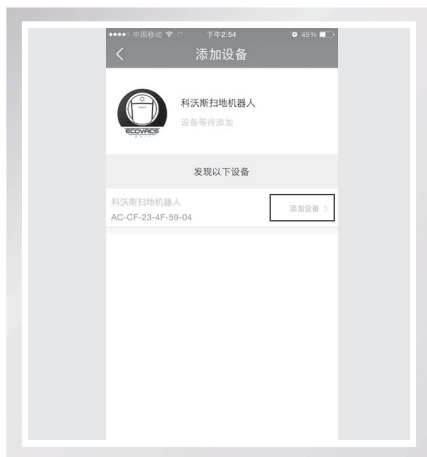 中国移动 下午2:54 45%
添加设备
科沃斯扫地机器人
设备等待添加
ECOVACS
发现以下设备
科沃斯扫地机器人
添加设备
AC-CF-23-4F-59-04